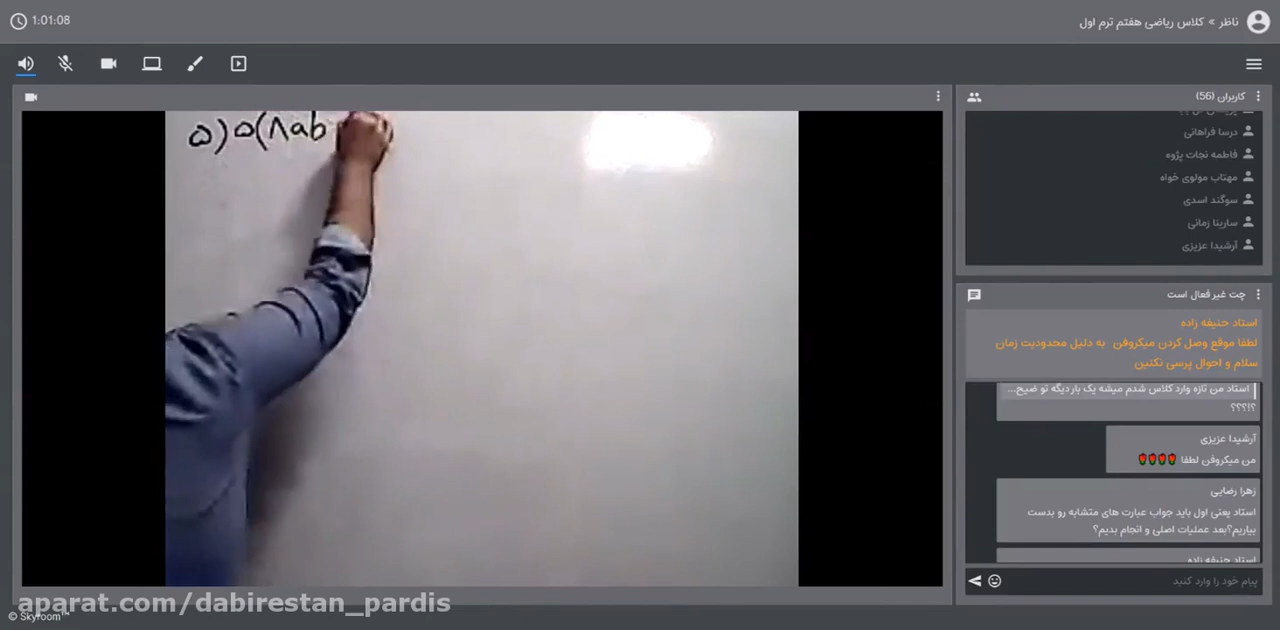 1:01:08
ناظر » کلاس ریاضی هفتم ترم اول
۵) ۵(۸ab
کاربران (56)
درسا فراهانی
فاطمه نجات پژوه
مهتاب مولوی خواه
سوگند اسدی
سارینا زمانی
آرشیدا عزیزی
چت غیر فعال است
استاد حنیفه زاده
لطفا موقع وصل کردن میکروفن به دلیل محدودیت زمان
سلام و احوال پرسی نکنین
استاد من تازه وارد کلاس شدم میشه یک بار دیگه تو ضیح...
؟!؟؟؟
آرشیدا عزیزی
من میکروفن لطفا
زهرا رضایی
استاد یعنی اول باید جواب عبارت های متشابه رو بدست
بیاریم؟بعد عملیات اصلی و انجام بدیم؟
استاد حنیفه زاده
پیام خود را وارد کنید
aparat.com/dabirestan_pardis
© Skyroom™